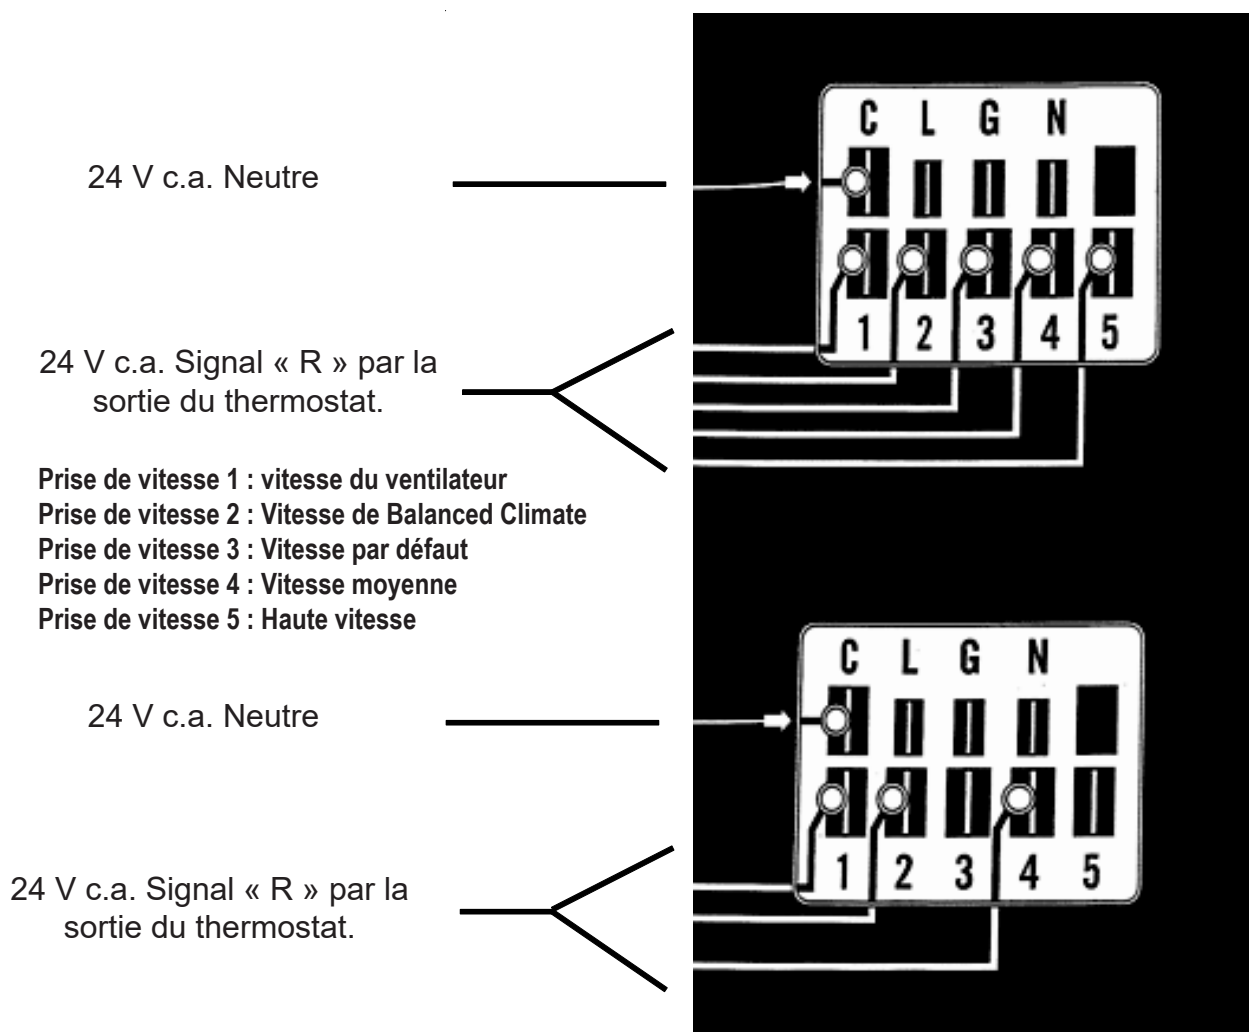 C L G N
24 V c.a. Neutre
1 2 3 4 5
24 V c.a. Signal « R » par la
sortie du thermostat.
Prise de vitesse 1 : vitesse du ventilateur
Prise de vitesse 2 : Vitesse de Balanced Climate
Prise de vitesse 3 : Vitesse par défaut
Prise de vitesse 4 : Vitesse moyenne
Prise de vitesse 5 : Haute vitesse
C L G N
24 V c.a. Neutre
1 2 3 4 5
24 V c.a. Signal « R » par la
sortie du thermostat.